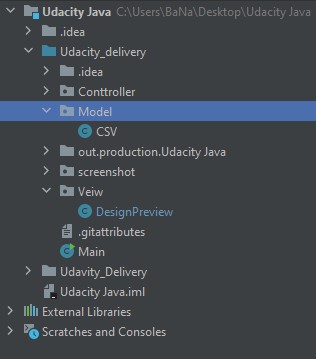 Udacity Java C:\Users\BaNa\Desktop\Udacity Java
.idea
Udacity_delivery
.idea
Conttroller
Model
CSV
out.production.Udacity Java
screenshot
Veiw
DesignPreview
.gitattributes
Main
Udavity_Delivery
Udacity Java.iml
External Libraries
Scratches and Consoles